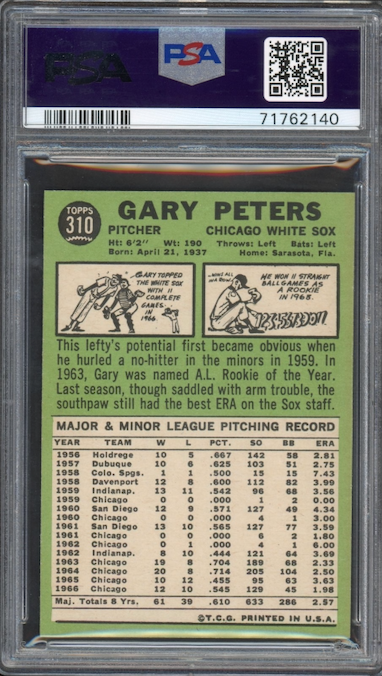 PSA
PSA
71762140
TOPPS
310
GARY PETERS
PITCHER CHICAGO WHITE SOX
Ht: 6'2" Wt: 190 Throws: Left Bats: Left
Born: April 21, 1937 Home: Sarasota, Fla.
GARY TOPPED
THE WHITE SOX
WITH 11
COMPLETE
GAMES
IN
1966.
HE WON 11 STRAIGHT
BALL GAMES AS
A ROOKIE
IN 1963.
This lefty's potential first became obvious when
he hurled a no-hitter in the minors in 1959. In
1963, Gary was named A.L. Rookie of the Year.
Last season, though saddled with arm trouble, the
southpaw still had the best ERA on the Sox staff.
MAJOR & MINOR LEAGUE PITCHING RECORD
YEAR TEAM W L PCT. SO BB ERA
1956 Holdrege 10 5 .667 142 58 2.81
1957 Dubuque 10 6 .625 103 51 2.75
1958 Colo. Spgs. 1 1 .500 15 15 7.43
1958 Davenport 12 8 .600 112 82 3.99
1959 Indianap. 13 11 .542 96 68 3.56
1959 Chicago 0 0 .000 1 2 0.00
1960 San Diego 12 9 .571 127 49 4.34
1960 Chicago 0 0 .000 4 1 3.00
1961 San Diego 13 10 .565 127 77 3.59
1961 Chicago 0 0 .000 6 2 1.80
1962 Chicago 0 1 .000 4 1 6.00
1962 Indianap. 8 10 .444 121 64 3.69
1963 Chicago 19 8 .704 189 68 2.33
1964 Chicago 20 8 .714 205 104 2.50
1965 Chicago 10 12 .455 95 63 3.63
1966 Chicago 12 10 .545 129 45 1.98
Maj. Totals 8 Yrs. 61 39 .610 633 286 2.57
©T.C.G. PRINTED IN U.S.A.